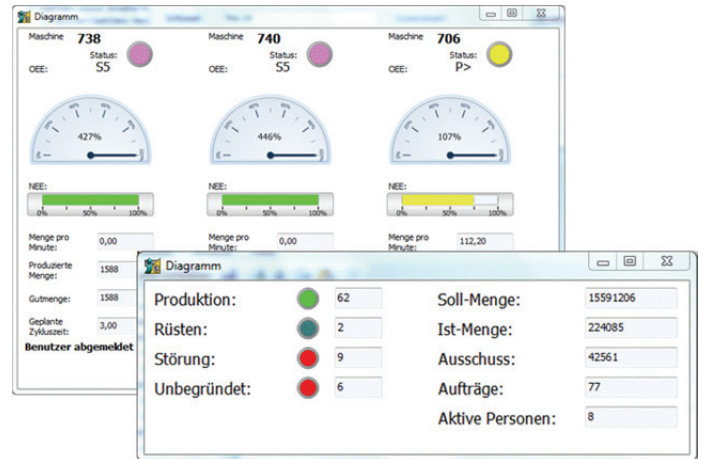 Diagramm
Maschine 738 Maschine 740 Maschine 706
Status: Status: Status:
OEE: S5 OEE: S5 OEE: P>
427% 446% 107%
NEE: NEE: NEE:
0% 50% 100% 0% 50% 100% 0% 50% 100%
Menge pro Minute: 0,00 Menge pro Minute: 0,00 Menge pro Minute: 112,20
Produzierte Menge: 1588
Gutmenge: 1588
Geplante Zykluszeit: 3,00
Benutzer abgemeldet
Diagramm
Produktion: 62 Soll-Menge: 15591206
Rüsten: 2 Ist-Menge: 224085
Störung: 9 Ausschuss: 42561
Unbegründet: 6 Aufträge: 77
Aktive Personen: 8